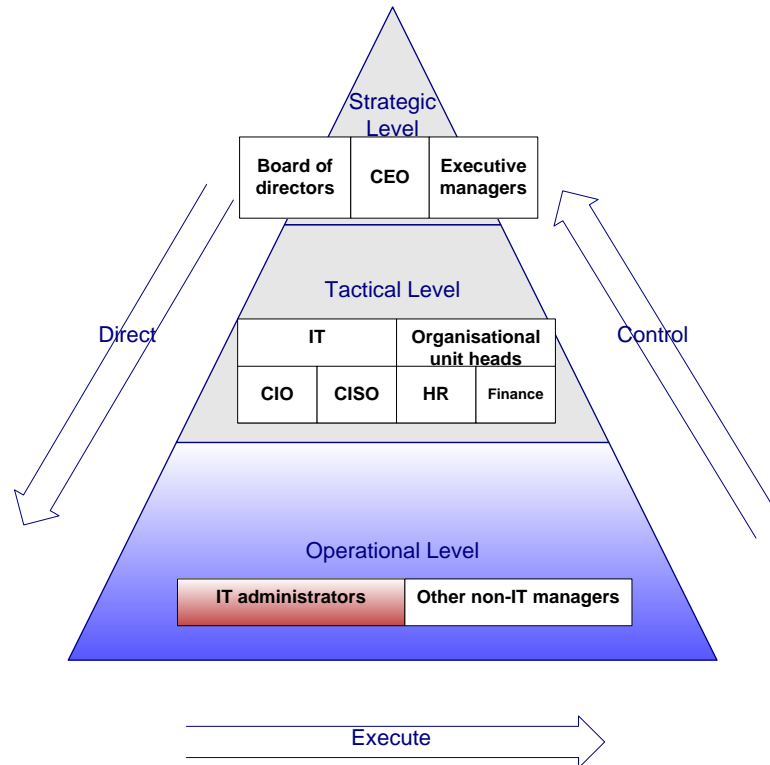 Strategic
Level
Board of
directors
CEO
Executive
managers
Tactical Level
Direct
Control
IT
Organisational
unit heads
CIO
CISO
HR
Finance
Operational Level
IT administrators
Other non-IT managers
Execute